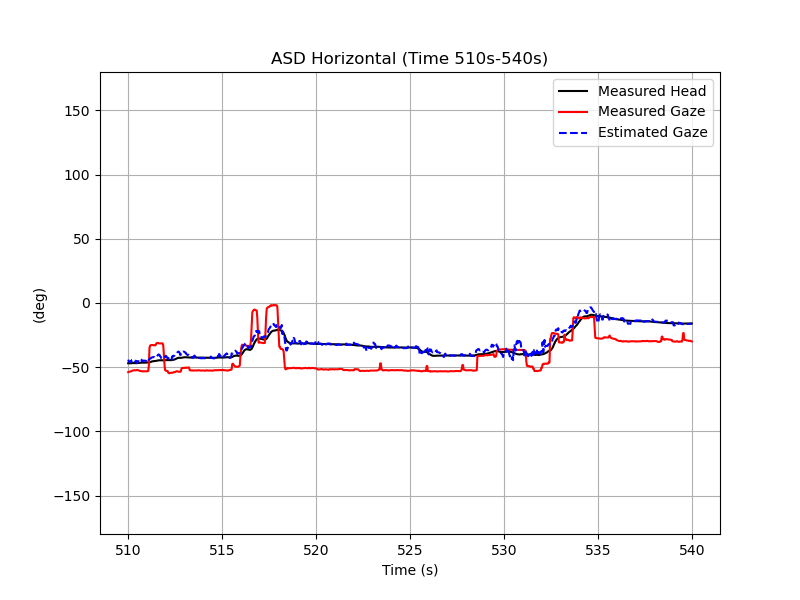 ASD Horizontal (Time 510s-540s)
Measured Head
Measured Gaze
Estimated Gaze
150
100
50
0
−50
−100
−150
(deg)
510 515 520 525 530 535 540
Time (s)